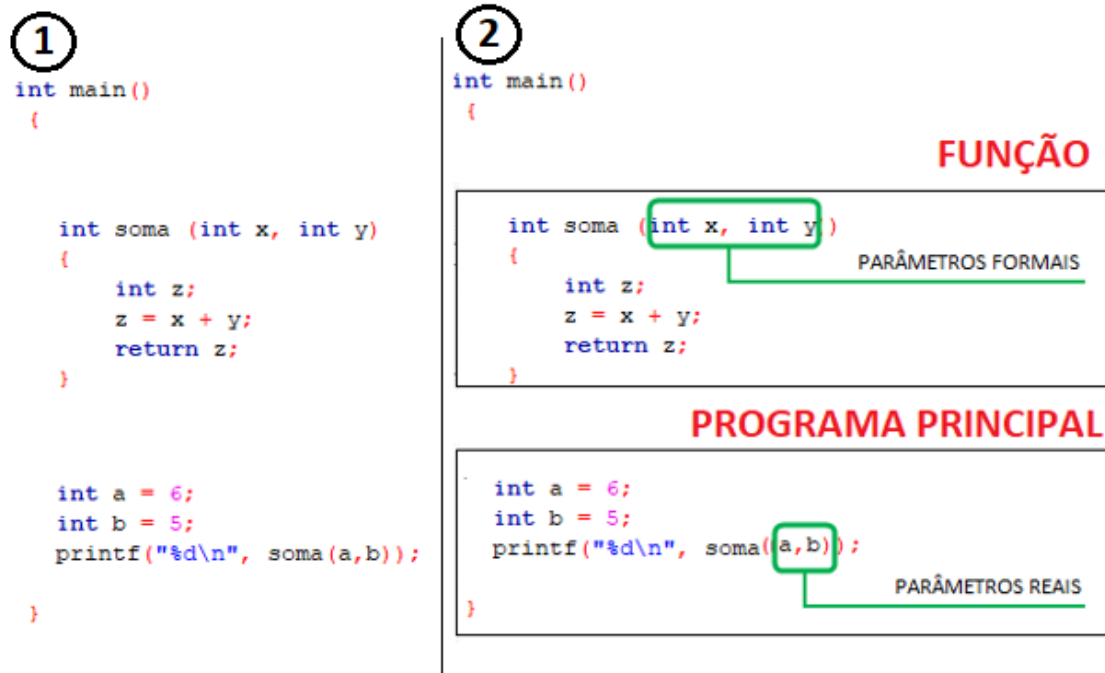 1
int main()
{
int soma (int x, int y)
{
int z;
z = x + y;
return z;
}
int a = 6;
int b = 5;
printf("%d\n", soma(a,b));
}
2
int main()
{
FUNÇÃO
int soma (int x, int y)
{
PARÂMETROS FORMAIS
int z;
z = x + y;
return z;
}
PROGRAMA PRINCIPAL
int a = 6;
int b = 5;
printf("%d\n", soma(a,b));
PARÂMETROS REAIS
}